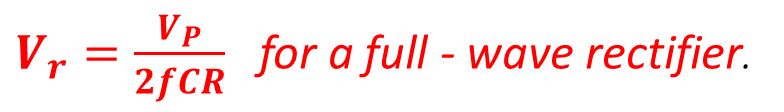 V_r = V_P / 2fCR for a full - wave rectifier.